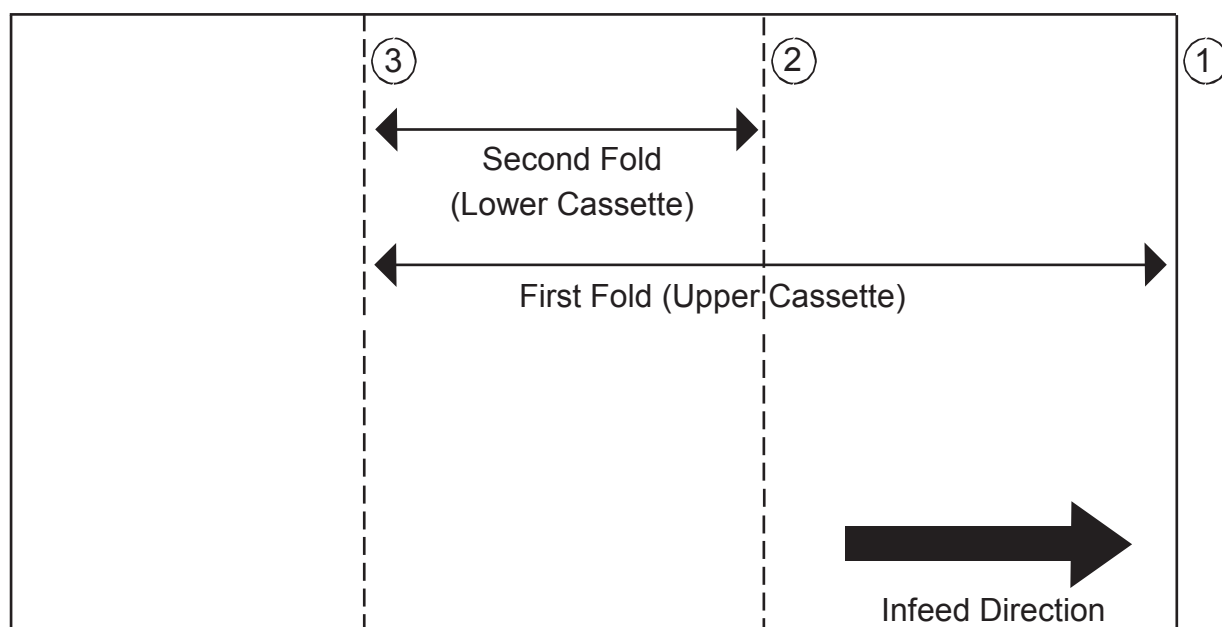 ③ ② ①
Second Fold
(Lower Cassette)
First Fold (Upper Cassette)
Infeed Direction